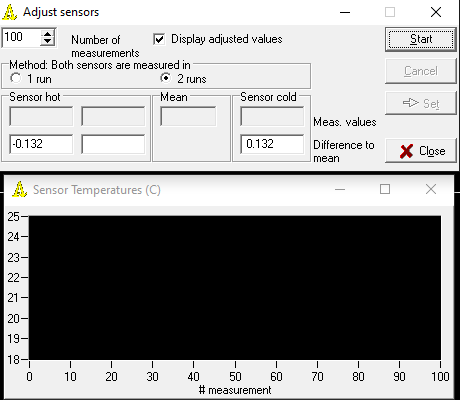 Adjust sensors
100
Number of
measurements
Display adjusted values
Start
Method: Both sensors are measured in
1 run
2 runs
Cancel
Sensor hot
Mean
Sensor cold
Set
Meas. values
-0.132
0.132
Difference to
mean
Close
Sensor Temperatures (C)
25
24
23
22
21
20
19
18
0 10 20 30 40 50 60 70 80 90 100
# measurement